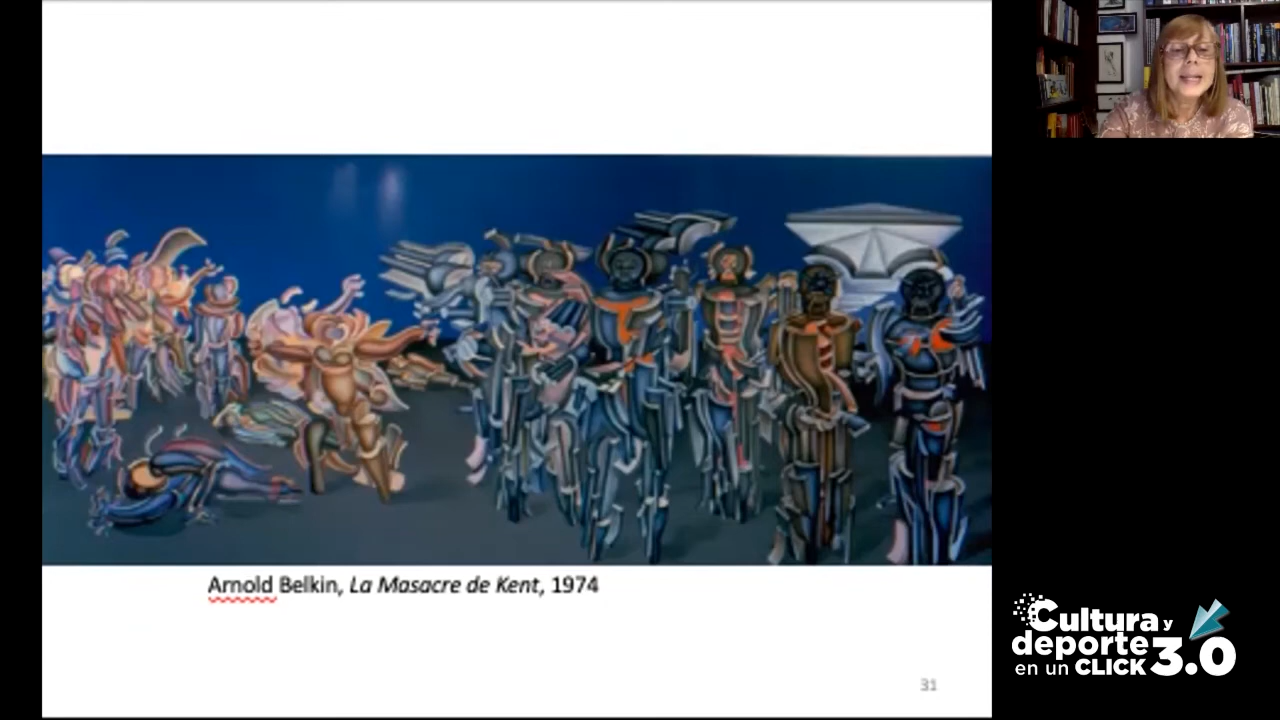 Arnold Belkin, La Masacre de Kent, 1974
31
Cultura y
deporte
en un CLICK 3.0